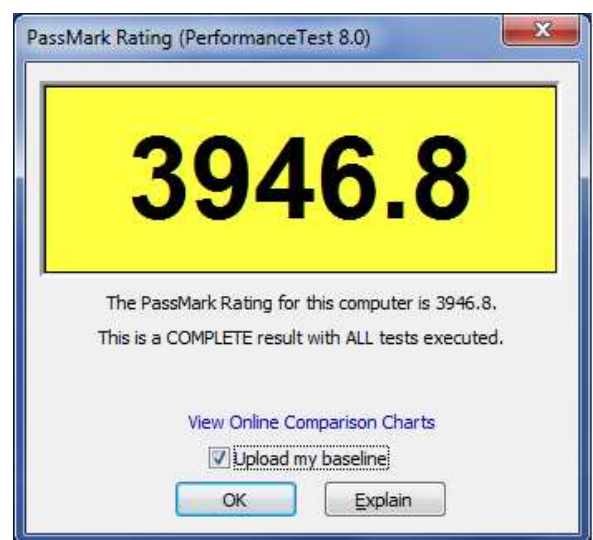 PassMark Rating (PerformanceTest 8.0)
3946.8
The PassMark Rating for this computer is 3946.8.
This is a COMPLETE result with ALL tests executed.
View Online Comparison Charts
Upload my baseline
OK Explain